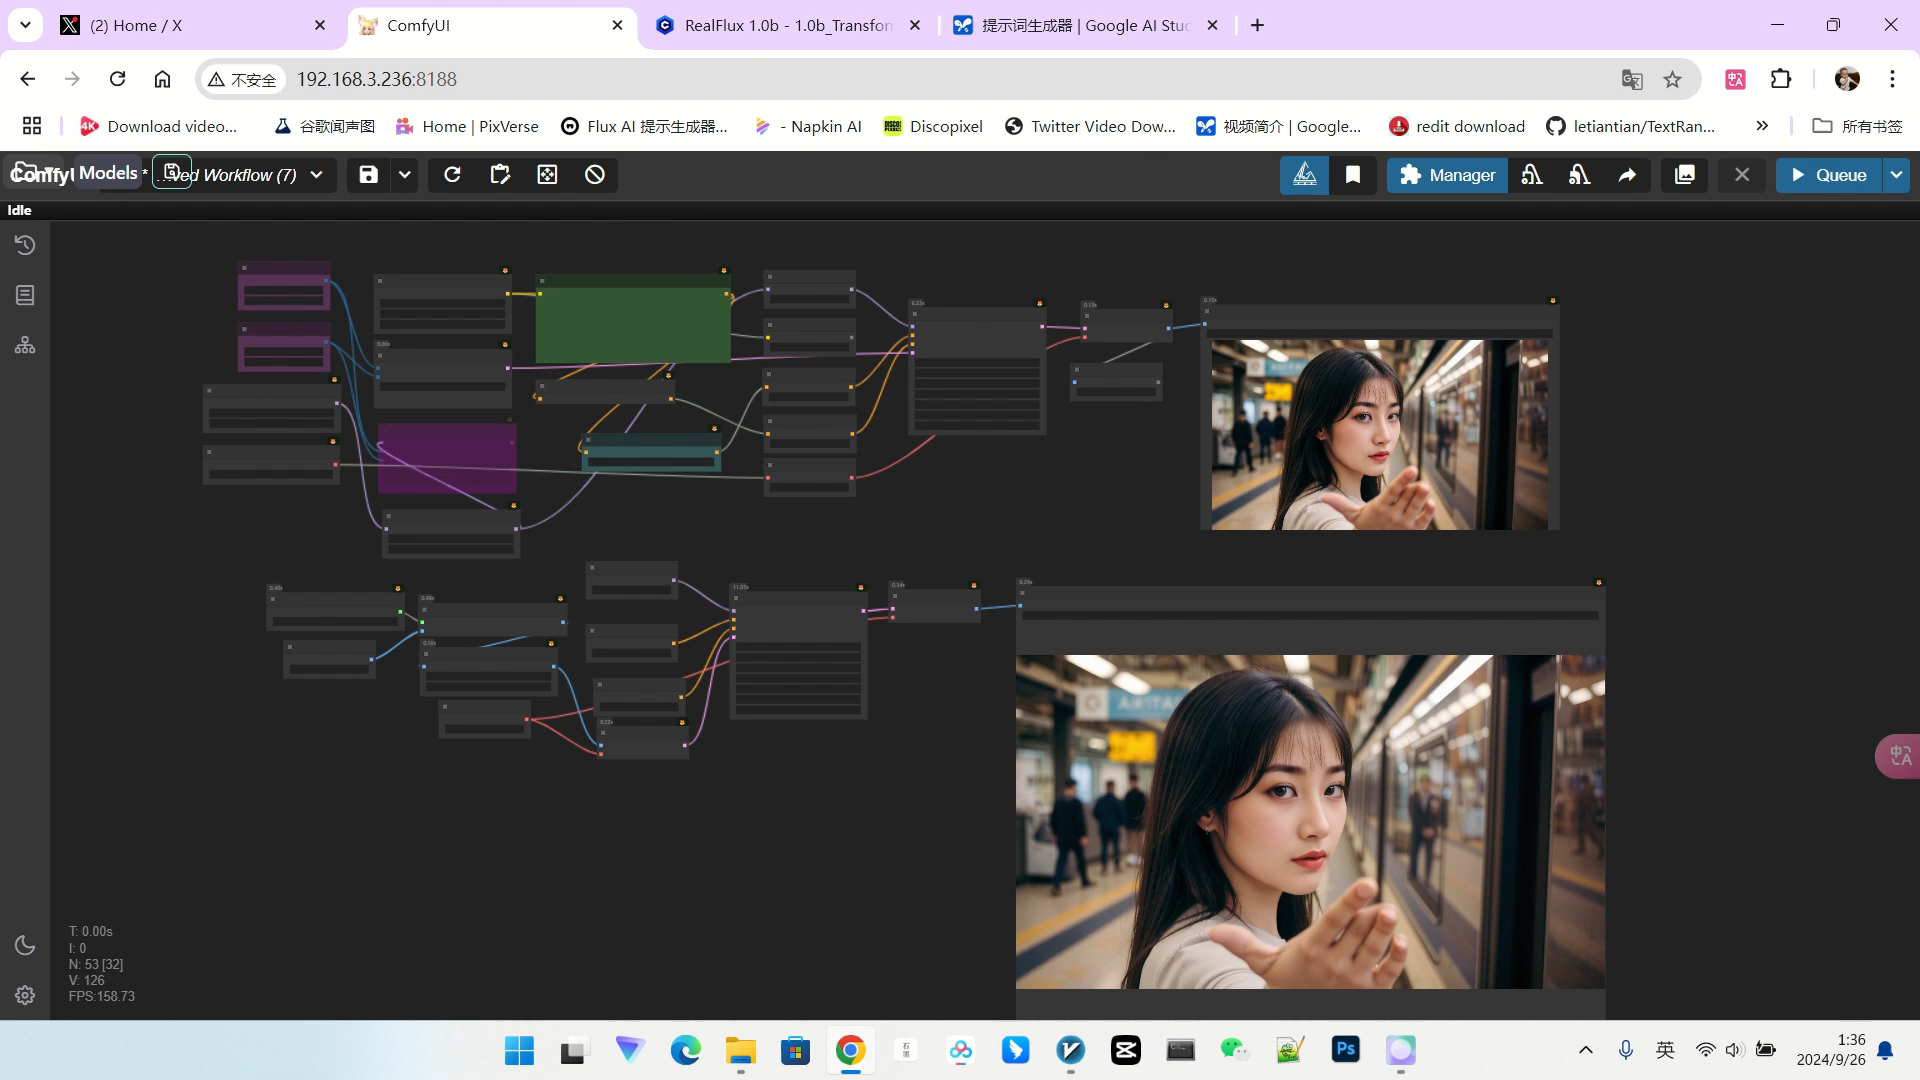 (2) Home / X
ComfyUI
RealFlux 1.0b - 1.0b_Transfor
提示词生成器 | Google AI Stuc
不安全
192.168.3.236:8188
Download video...
谷歌闻声图
Home | PixVerse
Flux AI 提示生成器...
- Napkin AI
Discopixel
Twitter Video Dow...
视频简介 | Google...
redit download
letiantian/TextRan...
所有书签
Models
ved Workflow (7)
Manager
Queue
Idle
T: 0.00s
I: 0
N: 53 [32]
V: 126
FPS:158.73
英
1:36
2024/9/26